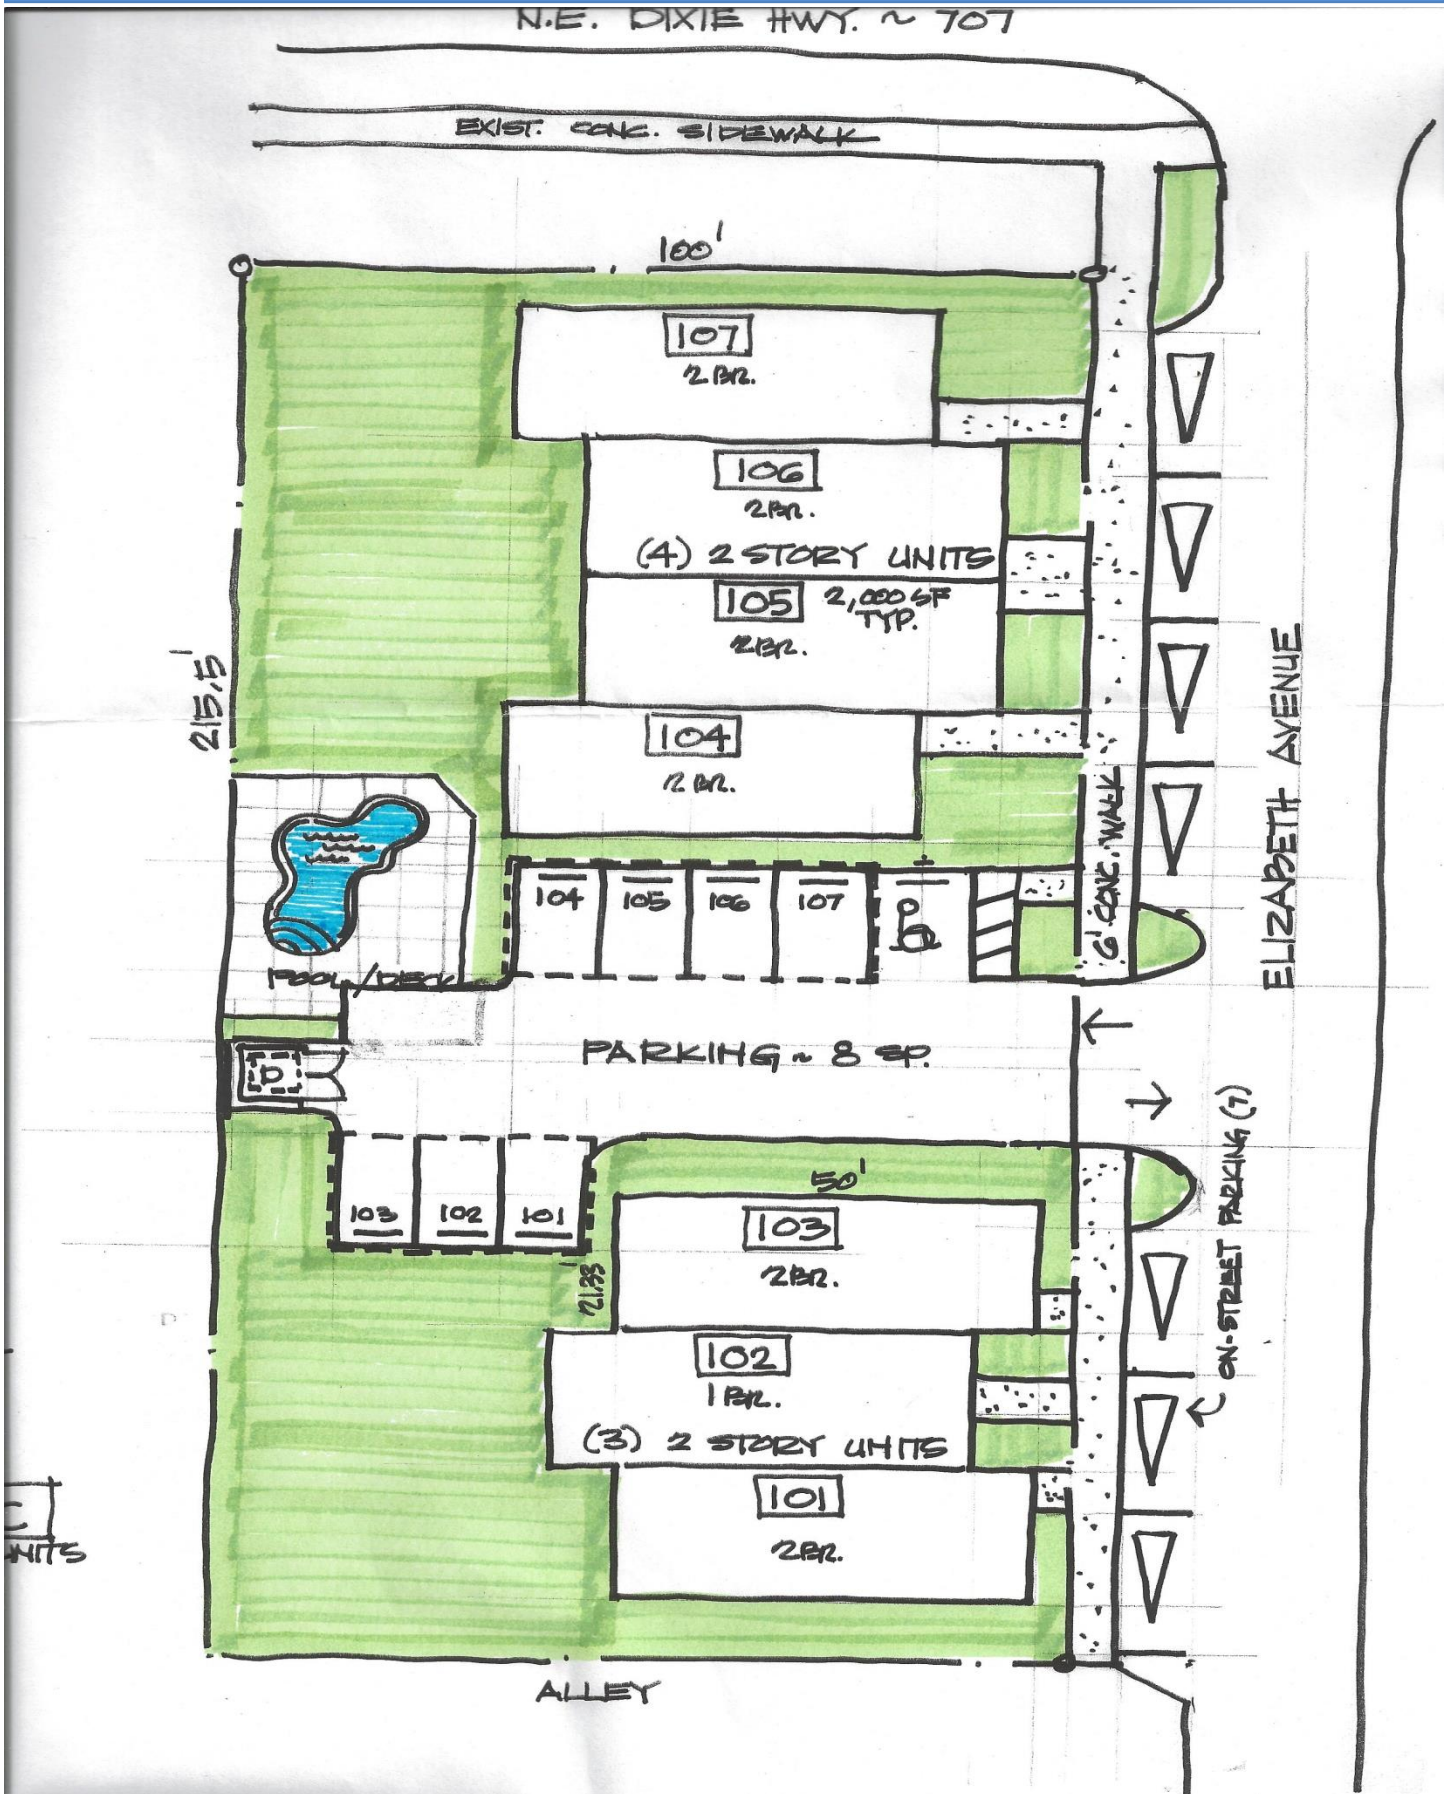 N.E. DIXIE HWY. ~ 707
EXIST. CONC. SIDEWALK
100'
107
2 BR.
106
2 BR.
(4) 2 STORY UNITS
105
2,000 SF
TYP.
2 BR.
215.5'
104
2 BR.
6' CONC. WALK
ELIZABETH AVENUE
104
105
106
107
POOL/DECK
PARKING ~ 8 SP.
D
ON-STREET PARKING (7)
50'
103
102
101
21.33'
103
2 BR.
102
1 BR.
(3) 2 STORY UNITS
101
2 BR.
ALLEY